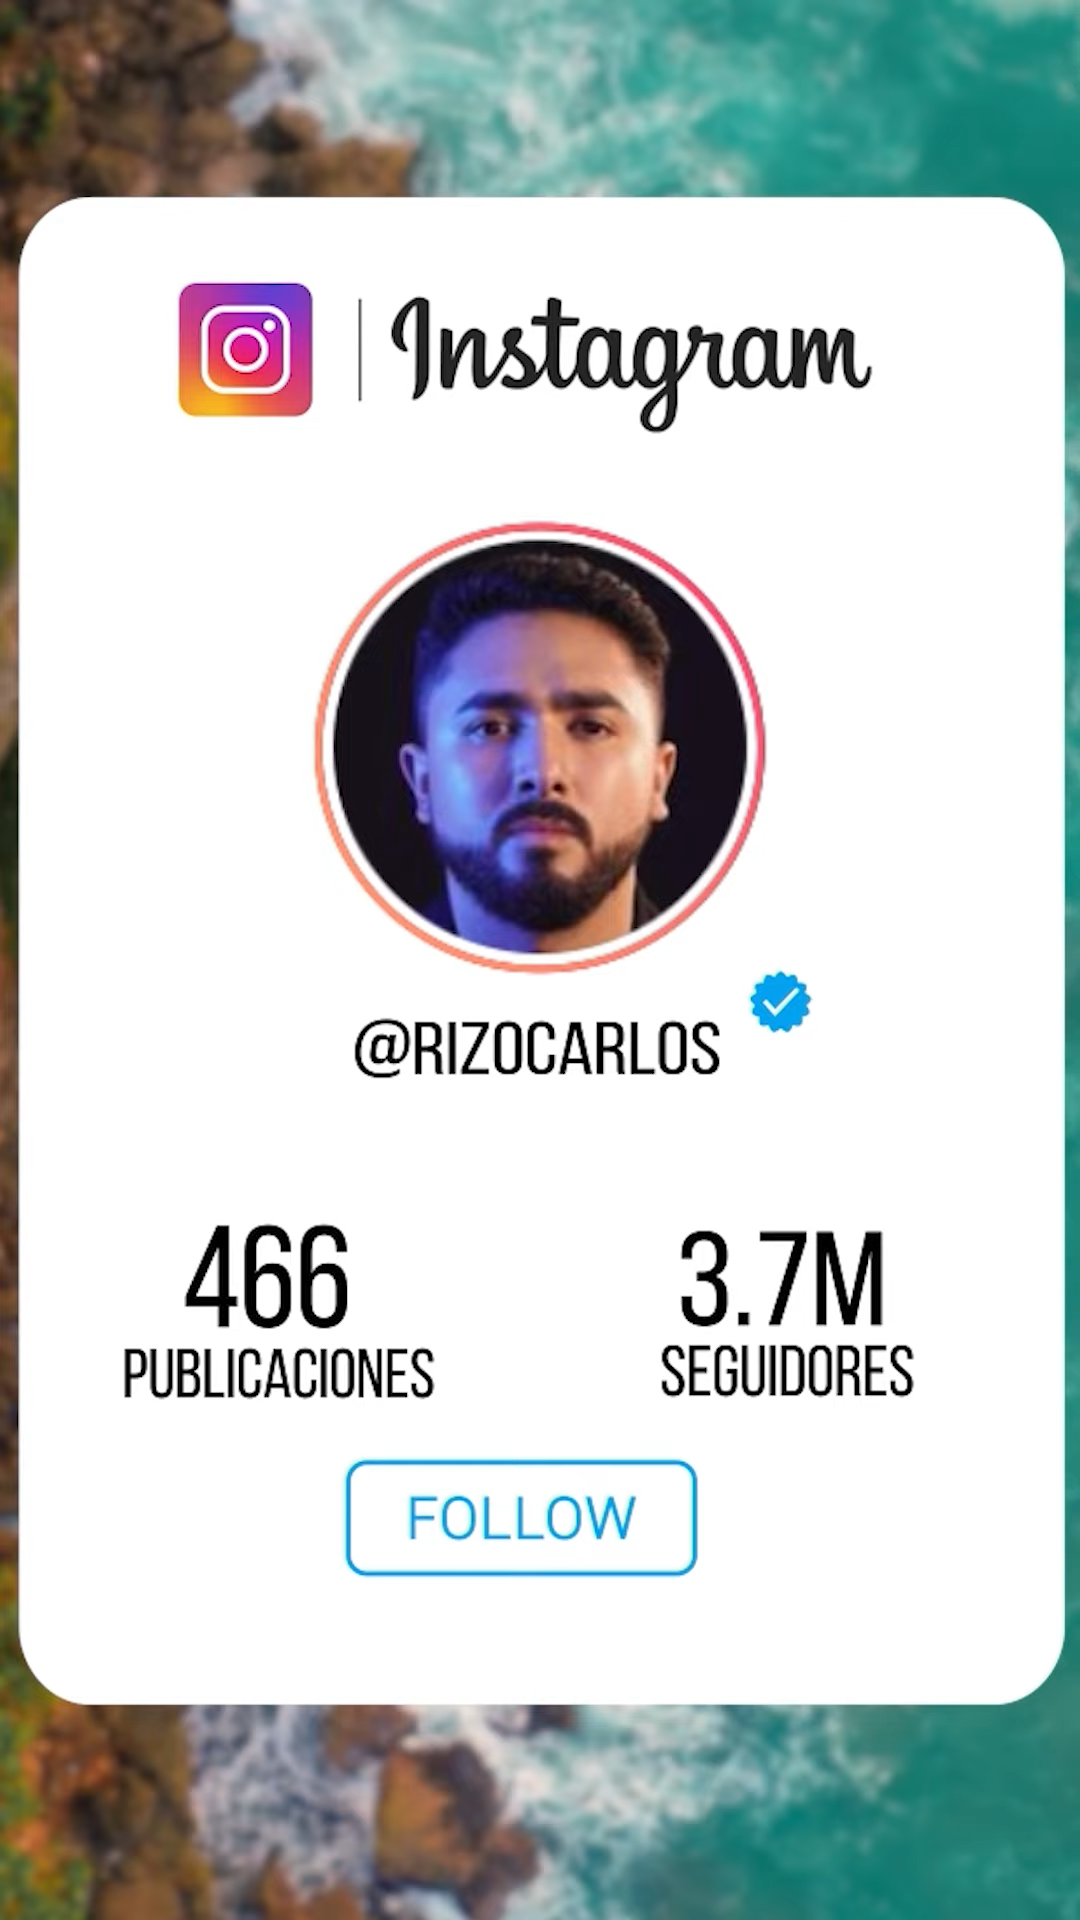 Instagram
@RIZOCARLOS
466
PUBLICACIONES
3.7M
SEGUIDORES
FOLLOW